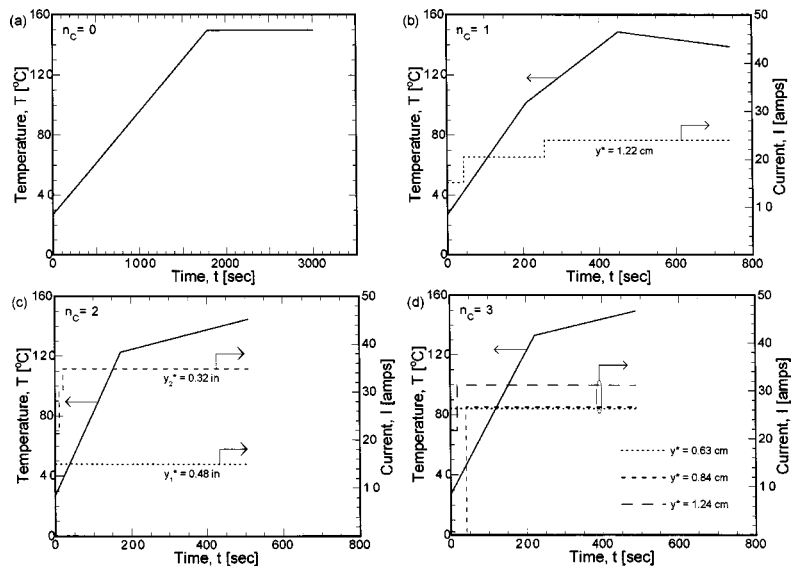 (a)
n_C= 0
160
120
80
40
0
Temperature, T [°C]
0
1000
2000
3000
Time, t [sec]
(b)
n_C= 1
160
120
80
40
0
Temperature, T [°C]
50
40
30
20
10
Current, I [amps]
y* = 1.22 cm
0
200
400
600
800
Time, t [sec]
(c)
n_C= 2
160
120
80
40
0
Temperature, T [°C]
50
40
30
20
10
Current, I [amps]
y₂* = 0.32 in
y₁* = 0.48 in
0
200
400
600
800
Time, t [sec]
(d)
n_C= 3
160
120
80
40
0
Temperature, T [°C]
50
40
30
20
10
Current, I [amps]
y* = 0.63 cm
y* = 0.84 cm
y* = 1.24 cm
0
200
400
600
800
Time, t [sec]